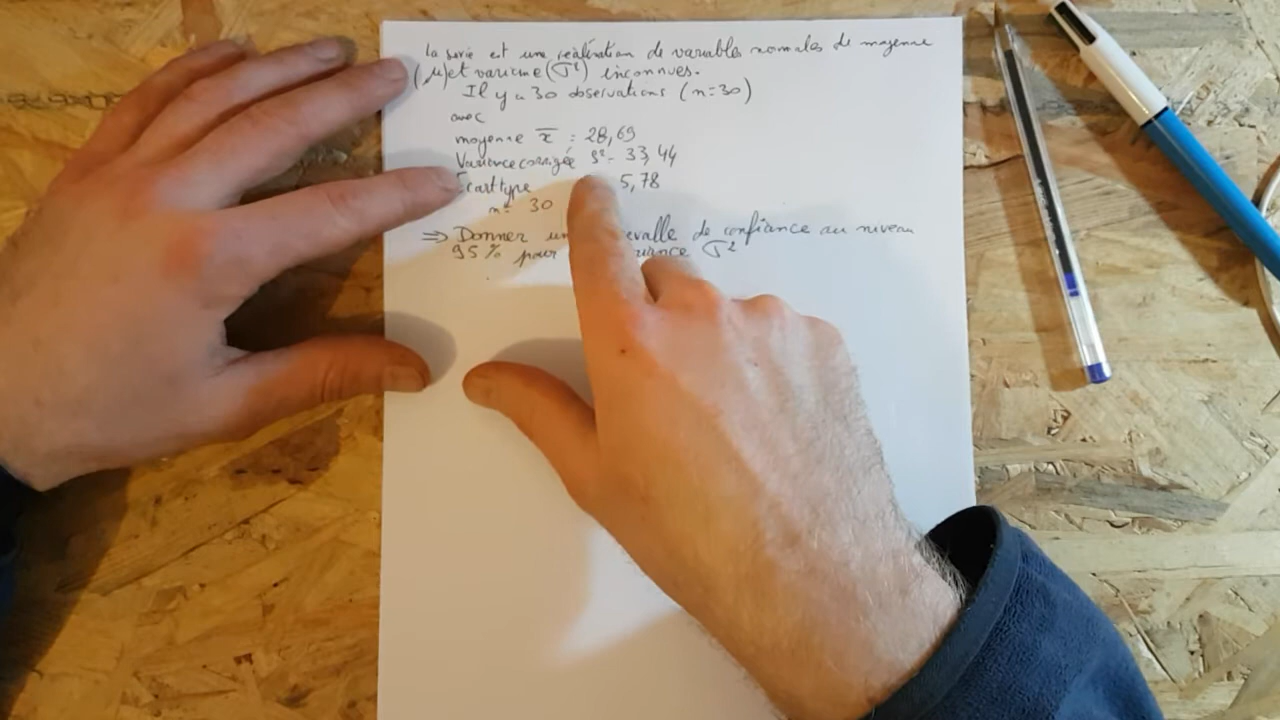 la serie est une réalisation de variables normales de moyenne
(μ) et variance (σ²) inconnues.
Il y a 30 observations (n=30)
avec
moyenne x̄ : 28,69
Variance corrigée S² = 33,44
Ecart type 5,78
n = 30
⇒ Donner un de confiance au niveau
95% pour σ²